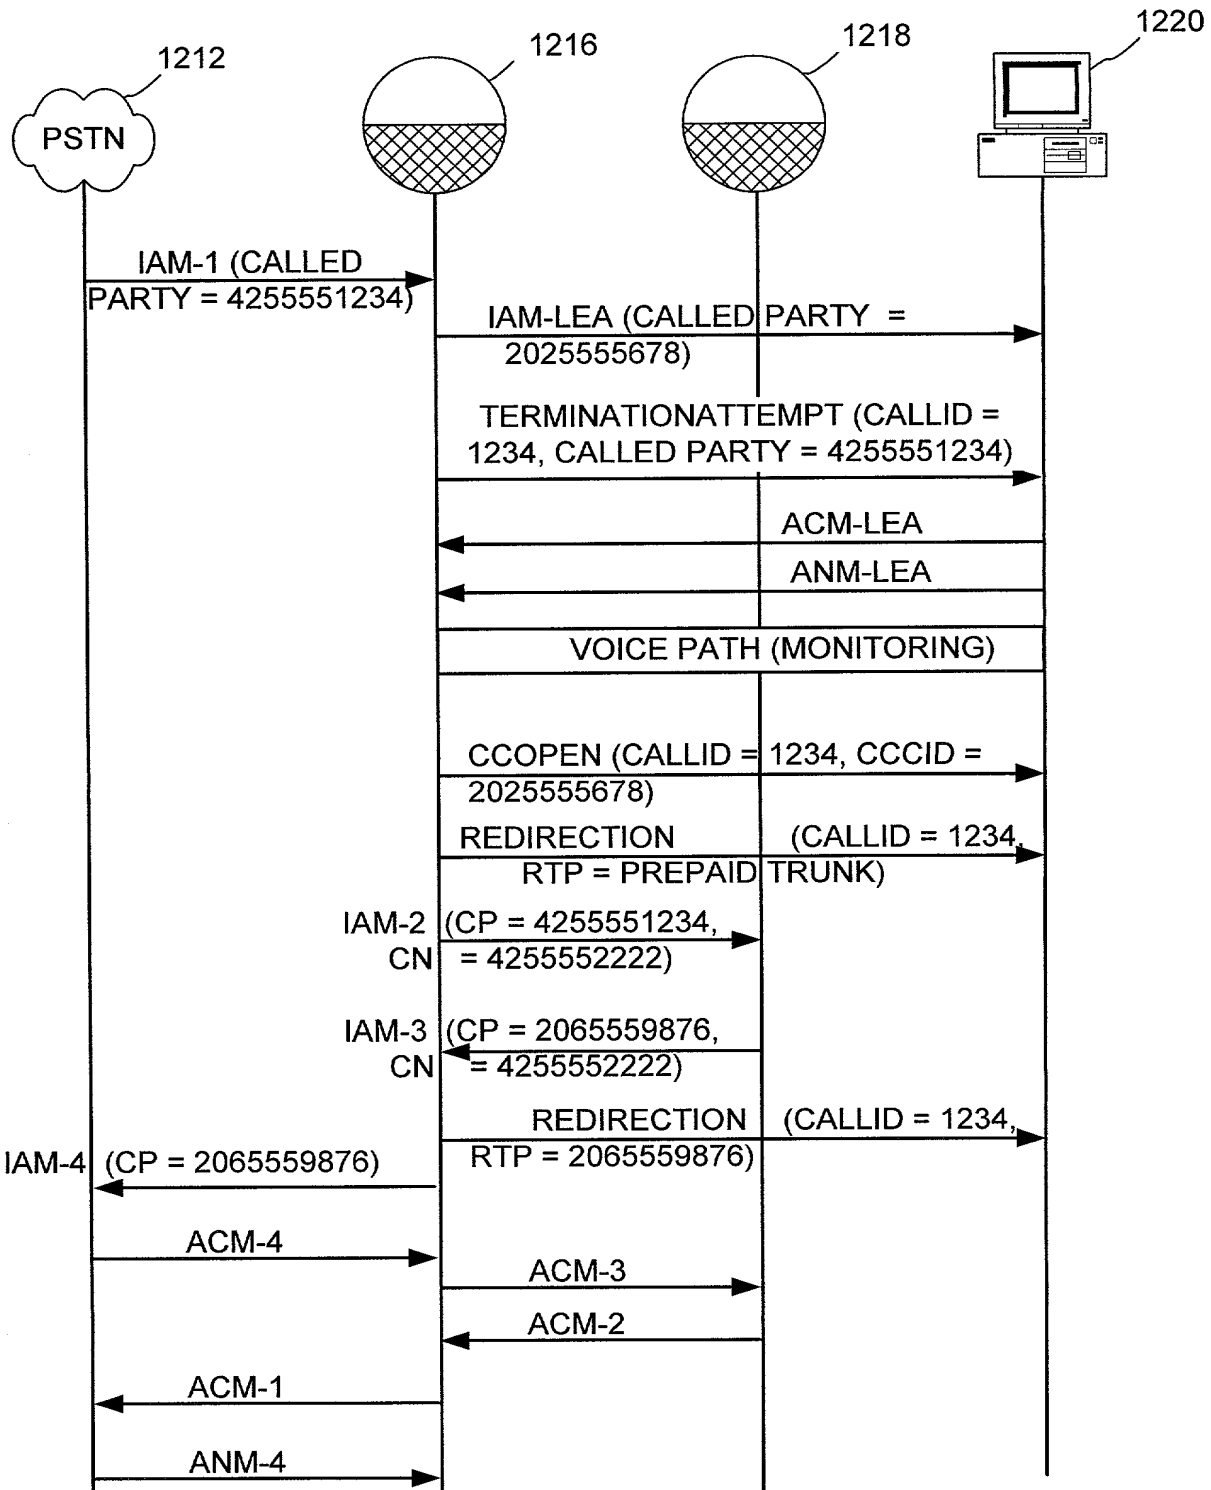 1212
1216
1218
1220
PSTN
IAM-1 (CALLED
PARTY = 4255551234)
IAM-LEA (CALLED PARTY =
2025555678)
TERMINATIONATTEMPT (CALLID =
1234, CALLED PARTY = 4255551234)
ACM-LEA
ANM-LEA
VOICE PATH (MONITORING)
CCOPEN (CALLID = 1234, CCCID =
2025555678)
REDIRECTION (CALLID = 1234,
RTP = PREPAID TRUNK)
IAM-2 (CP = 4255551234,
CN = 4255552222)
IAM-3 (CP = 2065559876,
CN = 4255552222)
REDIRECTION (CALLID = 1234,
RTP = 2065559876)
IAM-4 (CP = 2065559876)
ACM-4
ACM-3
ACM-2
ACM-1
ANM-4